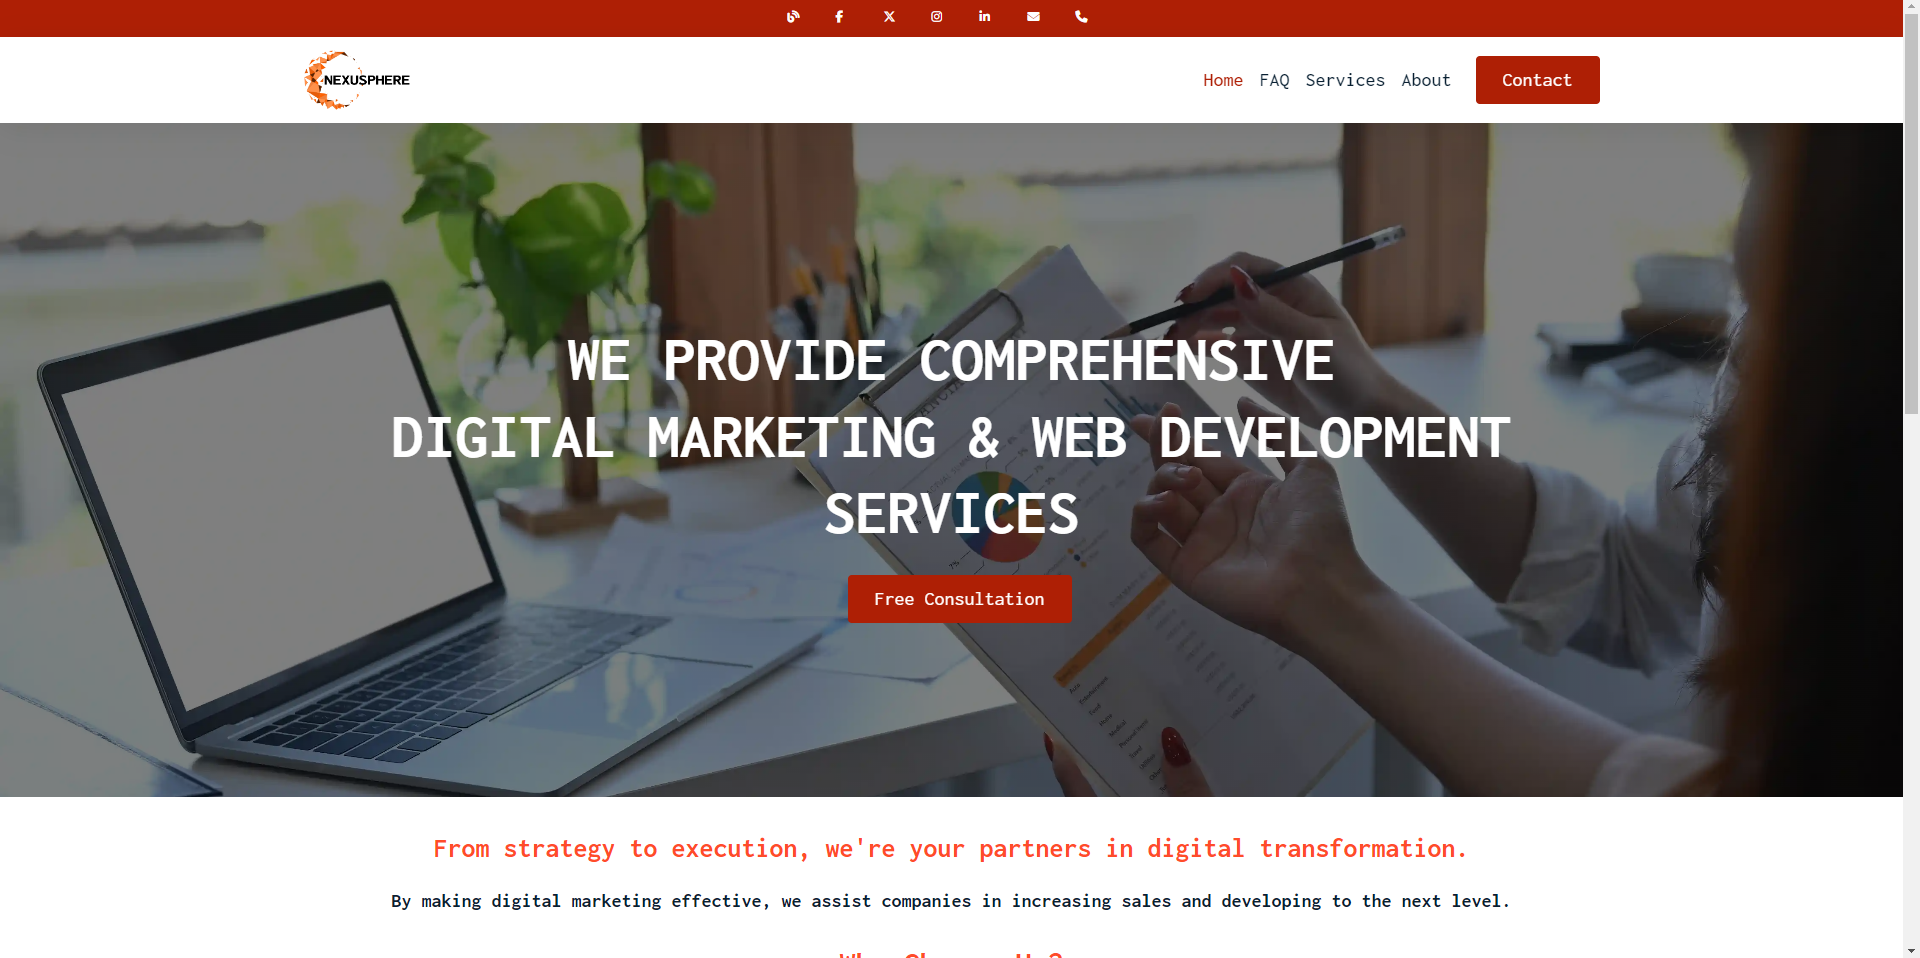 NEXUSPHERE
Home FAQ Services About Contact
WE PROVIDE COMPREHENSIVE
DIGITAL MARKETING & WEB DEVELOPMENT
SERVICES
Free Consultation
From strategy to execution, we're your partners in digital transformation.
By making digital marketing effective, we assist companies in increasing sales and developing to the next level.